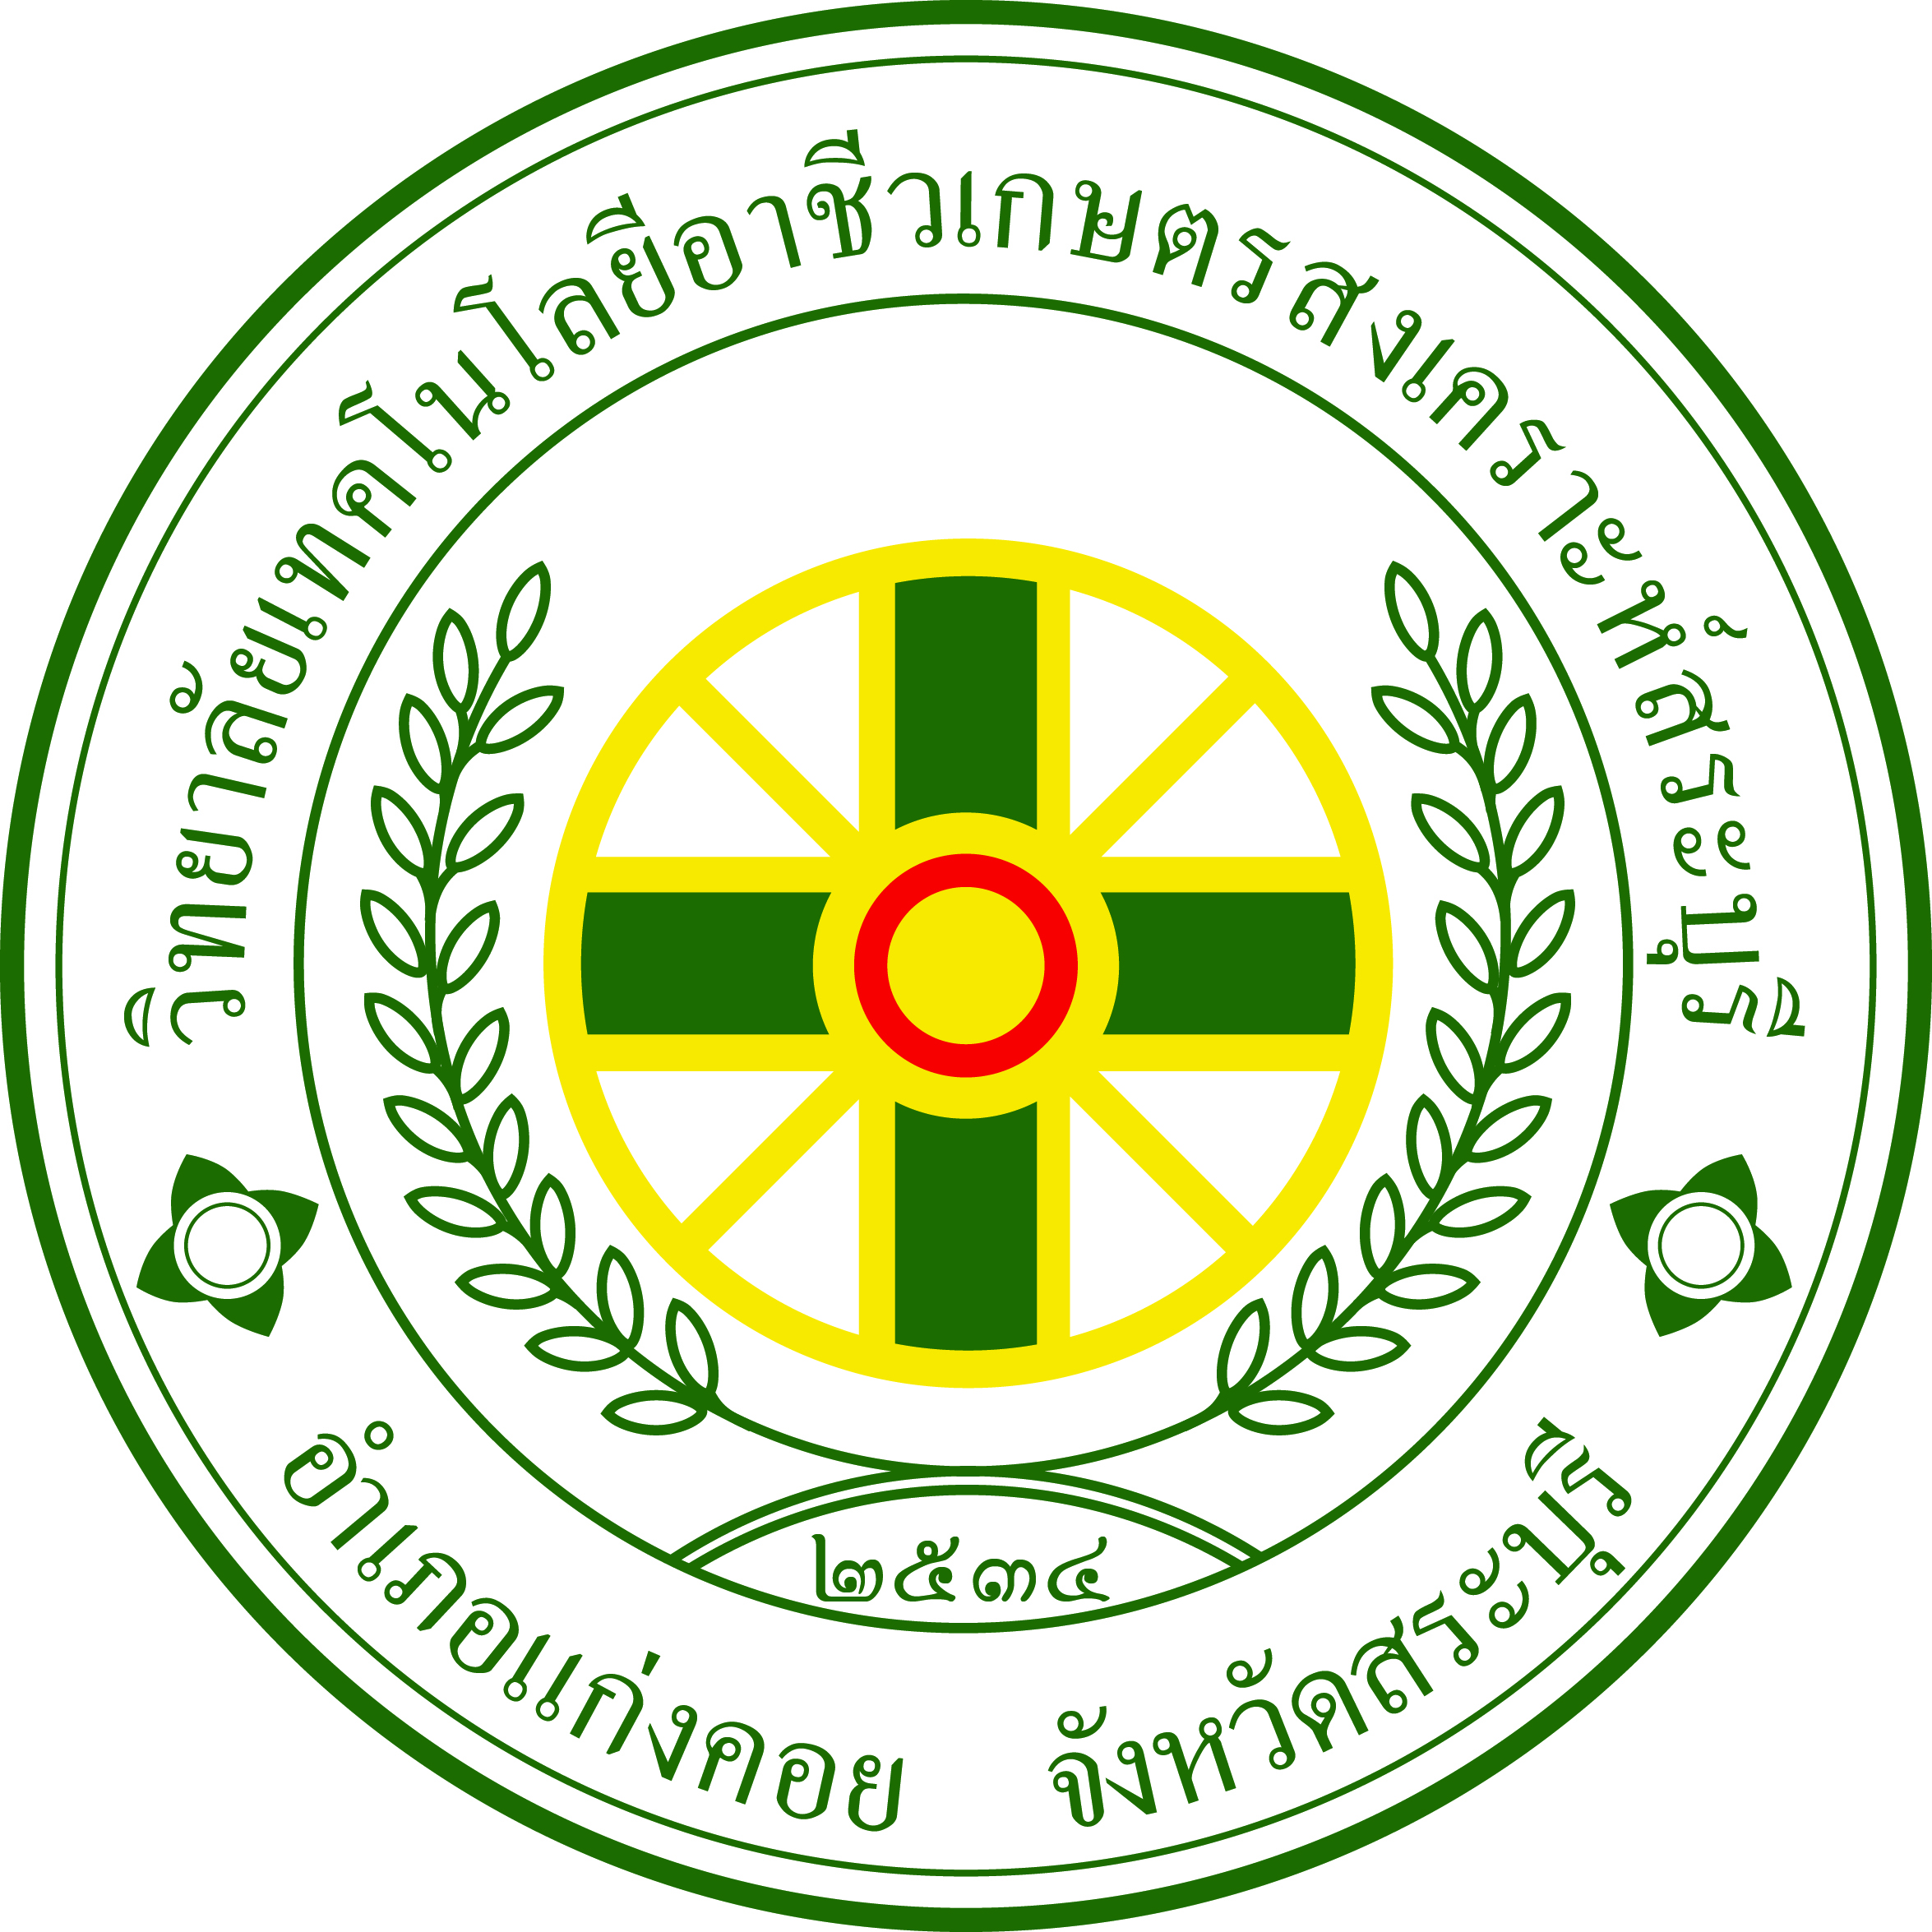 วิทยาลัยเทคโนโลยีอาชีวเกษตรสงเคราะห์สระบุรี
๒๕๓๔
อำเภอแก่งคอย จังหวัดสระบุรี